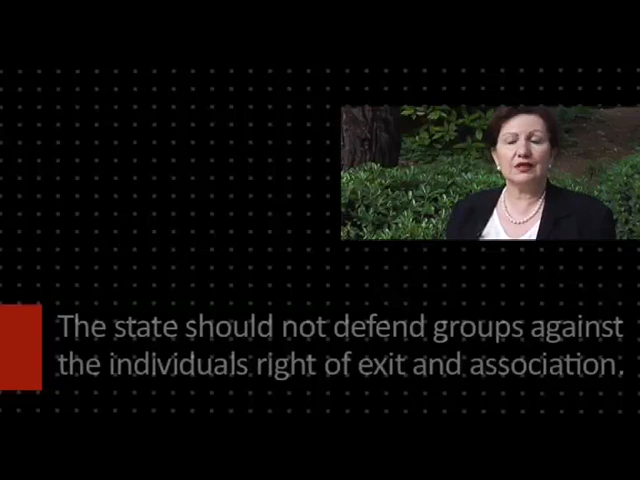 The state should not defend groups against
the individuals right of exit and association.